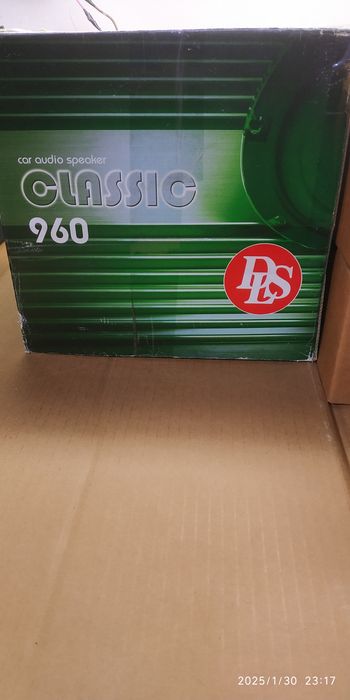 car audio speaker
CLASSIC
960
DLS
2025/1/30 23:17